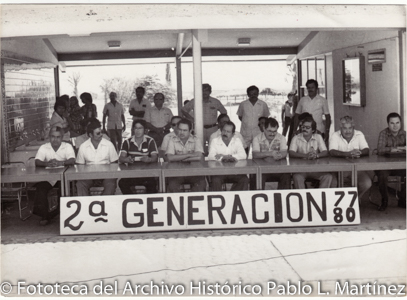 2ª GENERACION 77
80
© Fototeca del Archivo Histórico Pablo L. Martínez